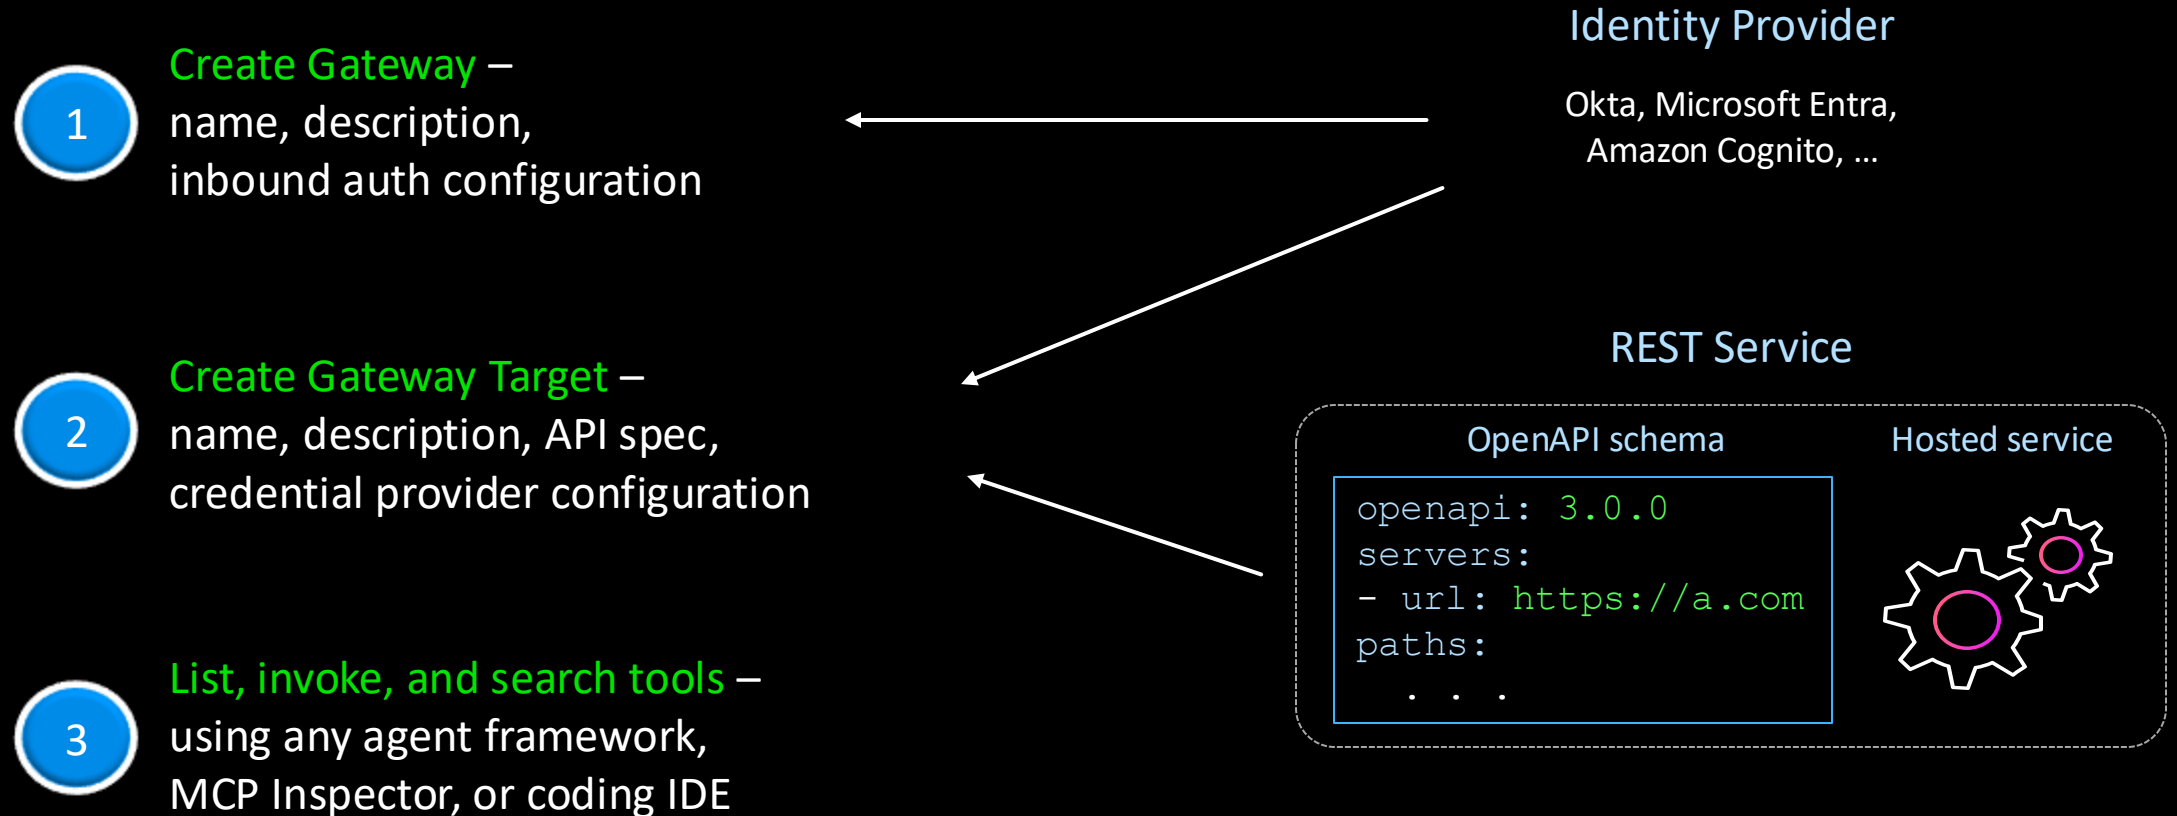 1
Create Gateway –
name, description,
inbound auth configuration
2
Create Gateway Target –
name, description, API spec,
credential provider configuration
3
List, invoke, and search tools –
using any agent framework,
MCP Inspector, or coding IDE
Identity Provider
Okta, Microsoft Entra,
Amazon Cognito, ...
REST Service
OpenAPI schema
openapi: 3.0.0
servers:
- url: https://a.com
paths:
. . .
Hosted service